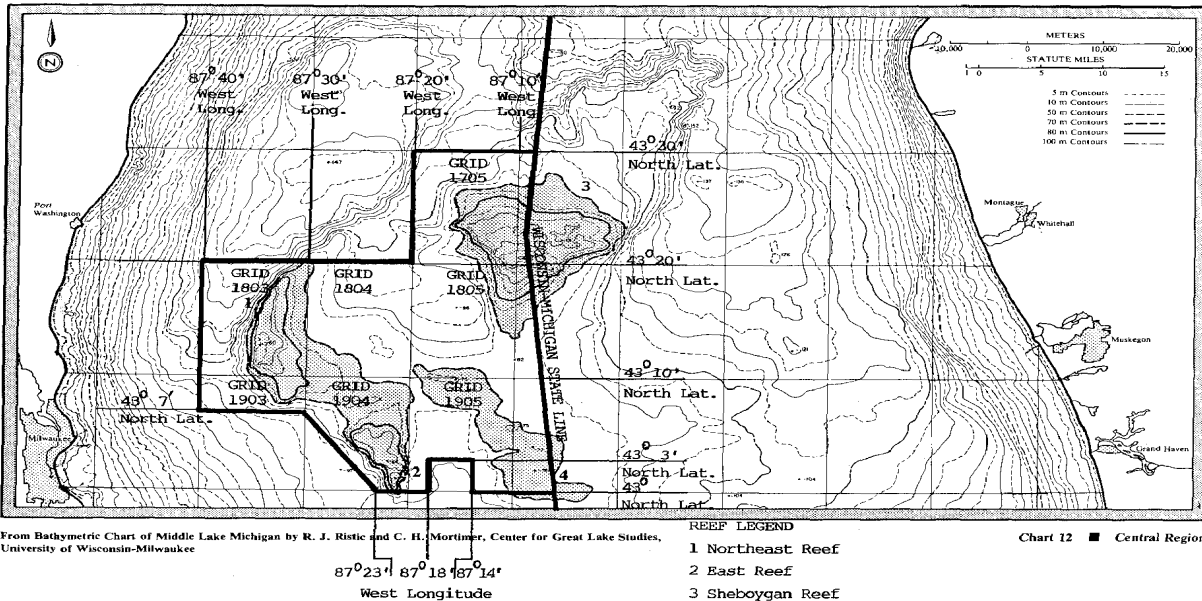 N
87° 40' West Long.
87° 30' West Long.
87° 20' West Long.
87° 10' West Long.
METERS
10,000 0 10,000 20,000
STATUTE MILES
1 0 5 10 15
5 m Contours
10 m Contours
50 m Contours
70 m Contours
80 m Contours
100 m Contours
43° 30'
North Lat.
GRID
1705
3
Port
Washington
Montague
Whitehall
WISCONSIN-MICHIGAN STATE LINE
43° 20'
North Lat.
GRID
1803
1
GRID
1804
GRID
1805
Muskegon
43° 10'
North Lat.
GRID
1903
GRID
1904
GRID
1905
43° 7'
North Lat.
Milwaukee
Grand Haven
2
43° 3'
North Lat.
4
43°
North Lat.
From Bathymetric Chart of Middle Lake Michigan by R. J. Ristic and C. H. Mortimer, Center for Great Lake Studies,
University of Wisconsin-Milwaukee
Chart 12 ■ Central Region
87° 23' 87° 18' 87° 14'
West Longitude
REEF LEGEND
1 Northeast Reef
2 East Reef
3 Sheboygan Reef